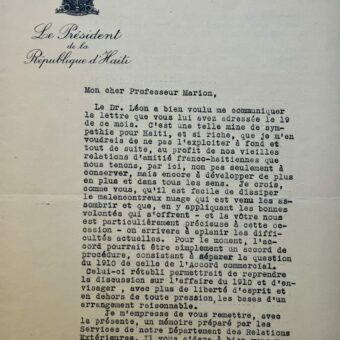 Le Président
de la
République d'Haïti
Mon cher Professeur Marion,
Le Dr. Léon a bien voulu me communiquer
la lettre que vous lui avez adressée le 19
de ce mois. C'est une telle mine de sym-
pathie pour Haiti, et si riche, que je m'en
voudrais de ne pas l'exploiter à fond et
tout de suite, au profit de nos vieilles
relations d'amitié franco-haitiennes que
nous tenons, par ici, non pas seulement à
conserver, mais encore à développer de plus
en plus et dans tous les sens. Je crois,
comme vous, qu'il est facile de dissiper
le malencontreux nuage qui est venu les as-
sombrir et que, en y appliquant les bonnes
volontés qui s'offrent - et la vôtre nous
est particulièrement précieuse à cette oc-
cession - on arrivera à aplanir les diffi-
cultés actuelles. Pour le moment, l'ac-
cord pourrait être simplement un accord de
procédure, consistant à séparer la question
du 1910 de celle de l'Accord commercial.
Celui-ci rétabli permettrait de reprendre
la discussion sur l'affaire du 1910 et d'en-
visager , avec plus de liberté d'esprit et
en dehors de toute pression, les bases d'un
arrangement raisonnable.
Je m'empresse de vous remettre, avec
la présente, un mémoire préparé par les
Services de notre Département des Relations
Extérieures. Il vous aidera à bien